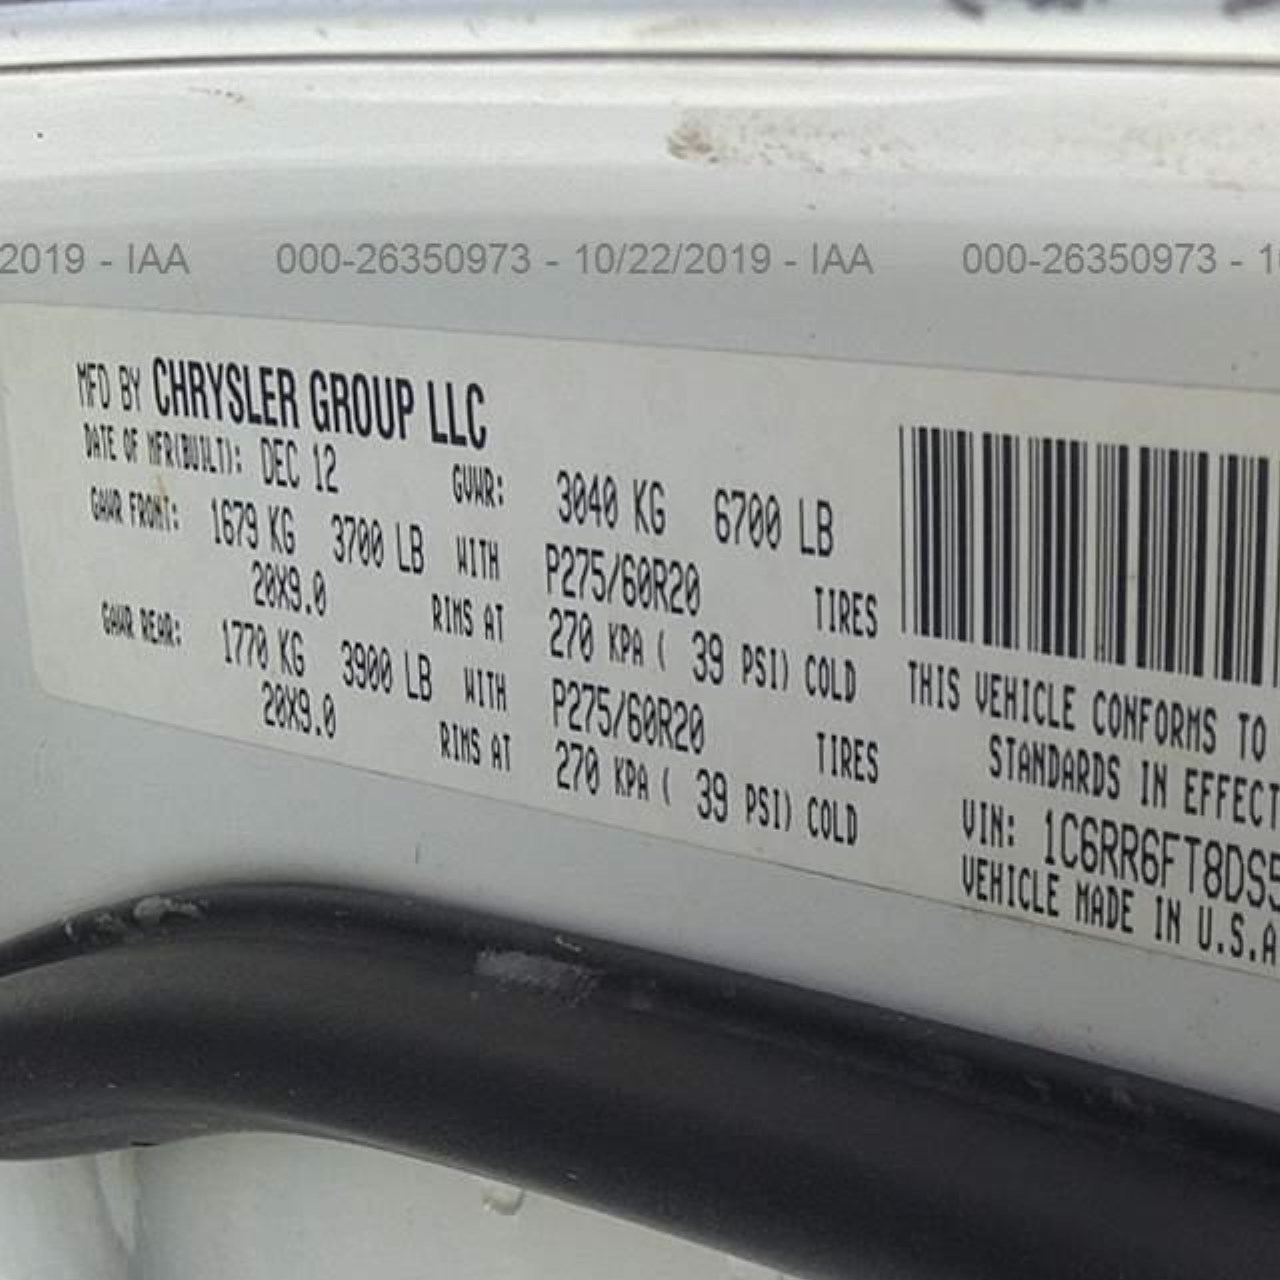 2019 - IAA 000-26350973 - 10/22/2019 - IAA 000-26350973 - 1
MFD BY CHRYSLER GROUP LLC
DATE OF MFR(BUILT): DEC 12 GVWR: 3040 KG 6700 LB
GAWR FRONT: 1679 KG 3700 LB WITH P275/60R20 TIRES
20X9.0 RIMS AT 270 KPA ( 39 PSI) COLD
GAWR REAR: 1770 KG 3900 LB WITH P275/60R20 TIRES
20X9.0 RIMS AT 270 KPA ( 39 PSI) COLD
THIS VEHICLE CONFORMS TO
STANDARDS IN EFFECT
VIN: 1C6RR6FT8DS5
VEHICLE MADE IN U.S.A